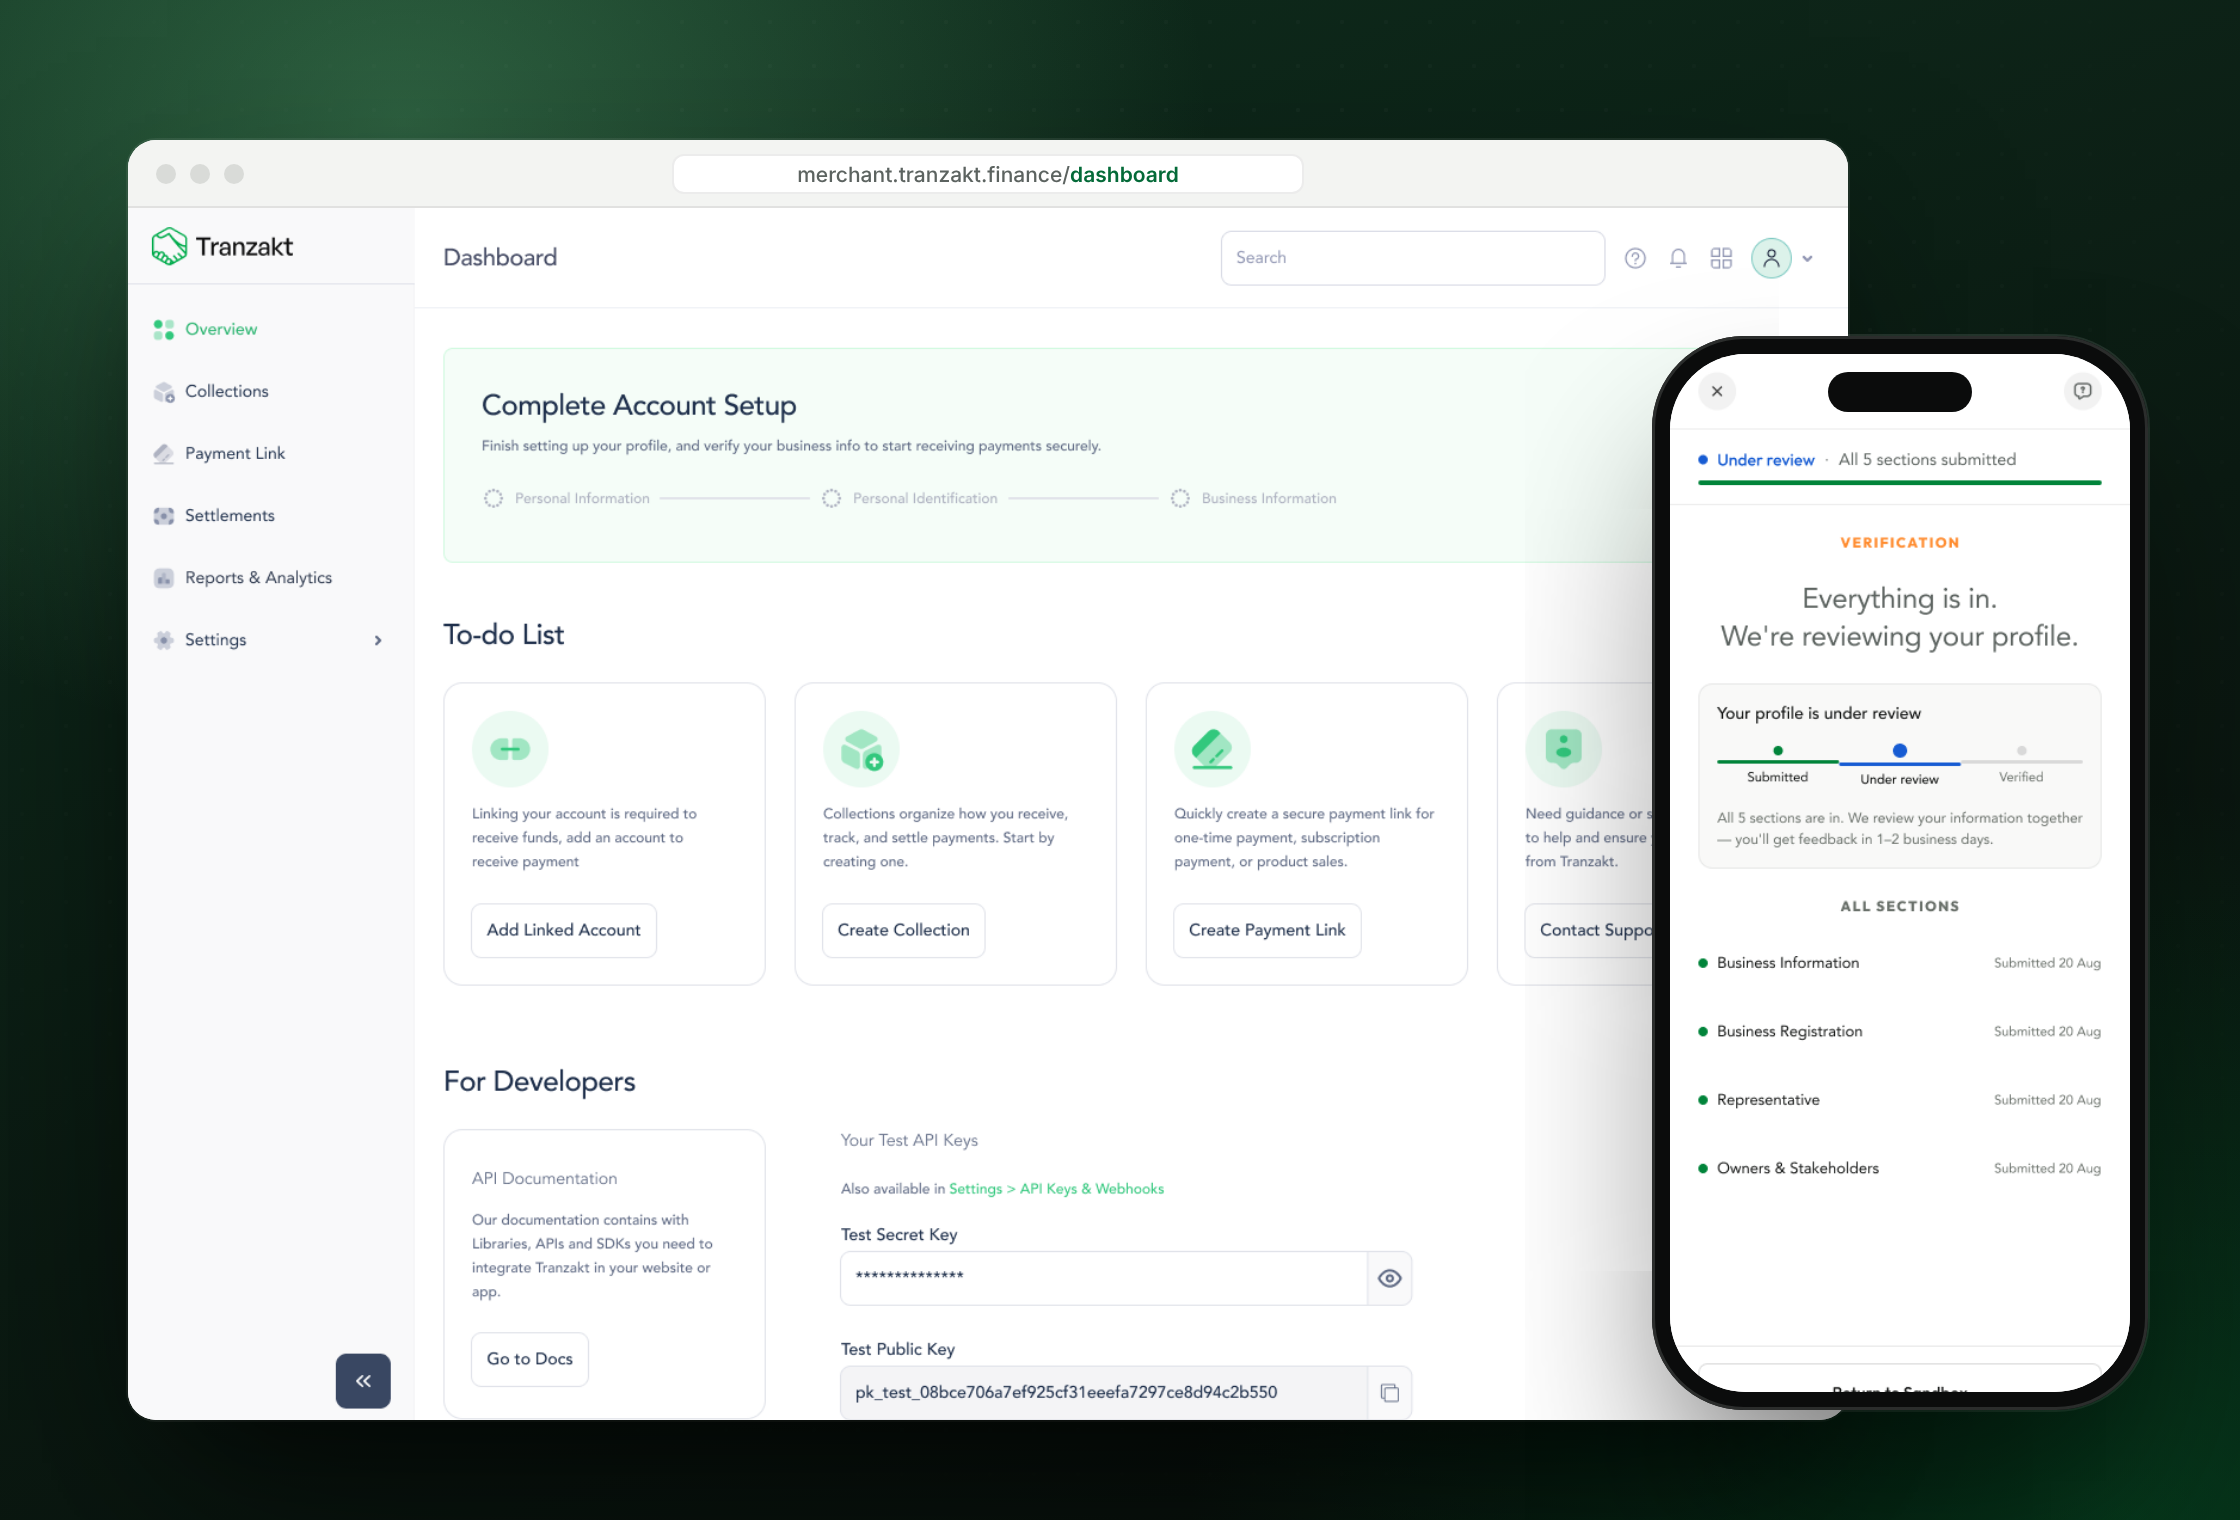 merchant.tranzakt.finance/dashboard
Tranzakt
Overview
Collections
Payment Link
Settlements
Reports & Analytics
Settings
Dashboard
Search
Complete Account Setup
Finish setting up your profile, and verify your business info to start receiving payments securely.
Personal Information
Personal Identification
Business Information
To-do List
Linking your account is required to
receive funds, add an account to
receive payment
Add Linked Account
Collections organize how you receive,
track, and settle payments. Start by
creating one.
Create Collection
Quickly create a secure payment link for
one-time payment, subscription
payment, or product sales.
Create Payment Link
Need guidance or s
to help and ensure
from Tranzakt.
Contact Suppo
For Developers
API Documentation
Our documentation contains with
Libraries, APIs and SDKs you need to
integrate Tranzakt in your website or
app.
Go to Docs
Your Test API Keys
Also available in Settings > API Keys & Webhooks
Test Secret Key
**************
Test Public Key
pk_test_08bce706a7ef925cf31eeefa7297ce8d94c2b550
Under review · All 5 sections submitted
VERIFICATION
Everything is in.
We're reviewing your profile.
Your profile is under review
Submitted
Under review
Verified
All 5 sections are in. We review your information together
— you'll get feedback in 1–2 business days.
ALL SECTIONS
Business Information Submitted 20 Aug
Business Registration Submitted 20 Aug
Representative Submitted 20 Aug
Owners & Stakeholders Submitted 20 Aug
Return to Sandbox